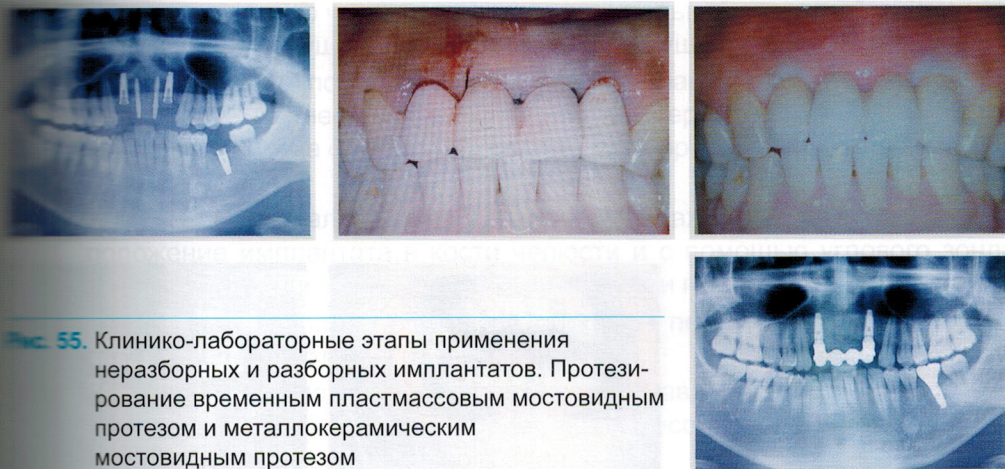 Рис. 55. Клинико-лабораторные этапы применения
неразборных и разборных имплантатов. Протези-
рование временным пластмассовым мостовидным
протезом и металлокерамическим
мостовидным протезом